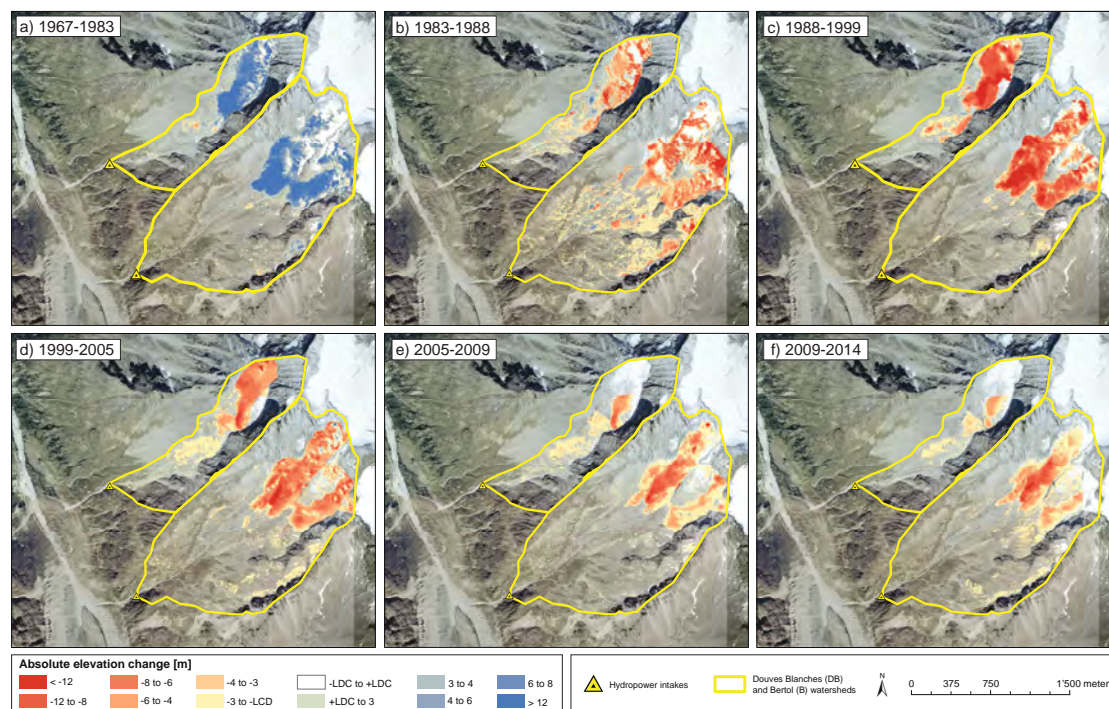 a) 1967-1983
b) 1983-1988
c) 1988-1999
d) 1999-2005
e) 2005-2009
f) 2009-2014
Absolute elevation change [m]
< -12
-8 to -6
-4 to -3
-LDC to +LDC
3 to 4
6 to 8
-12 to -8
-6 to -4
-3 to -LCD
+LDC to 3
4 to 6
> 12
Hydropower intakes
Douves Blanches (DB)
and Bertol (B) watersheds
N
0 375 750 1'500 meter